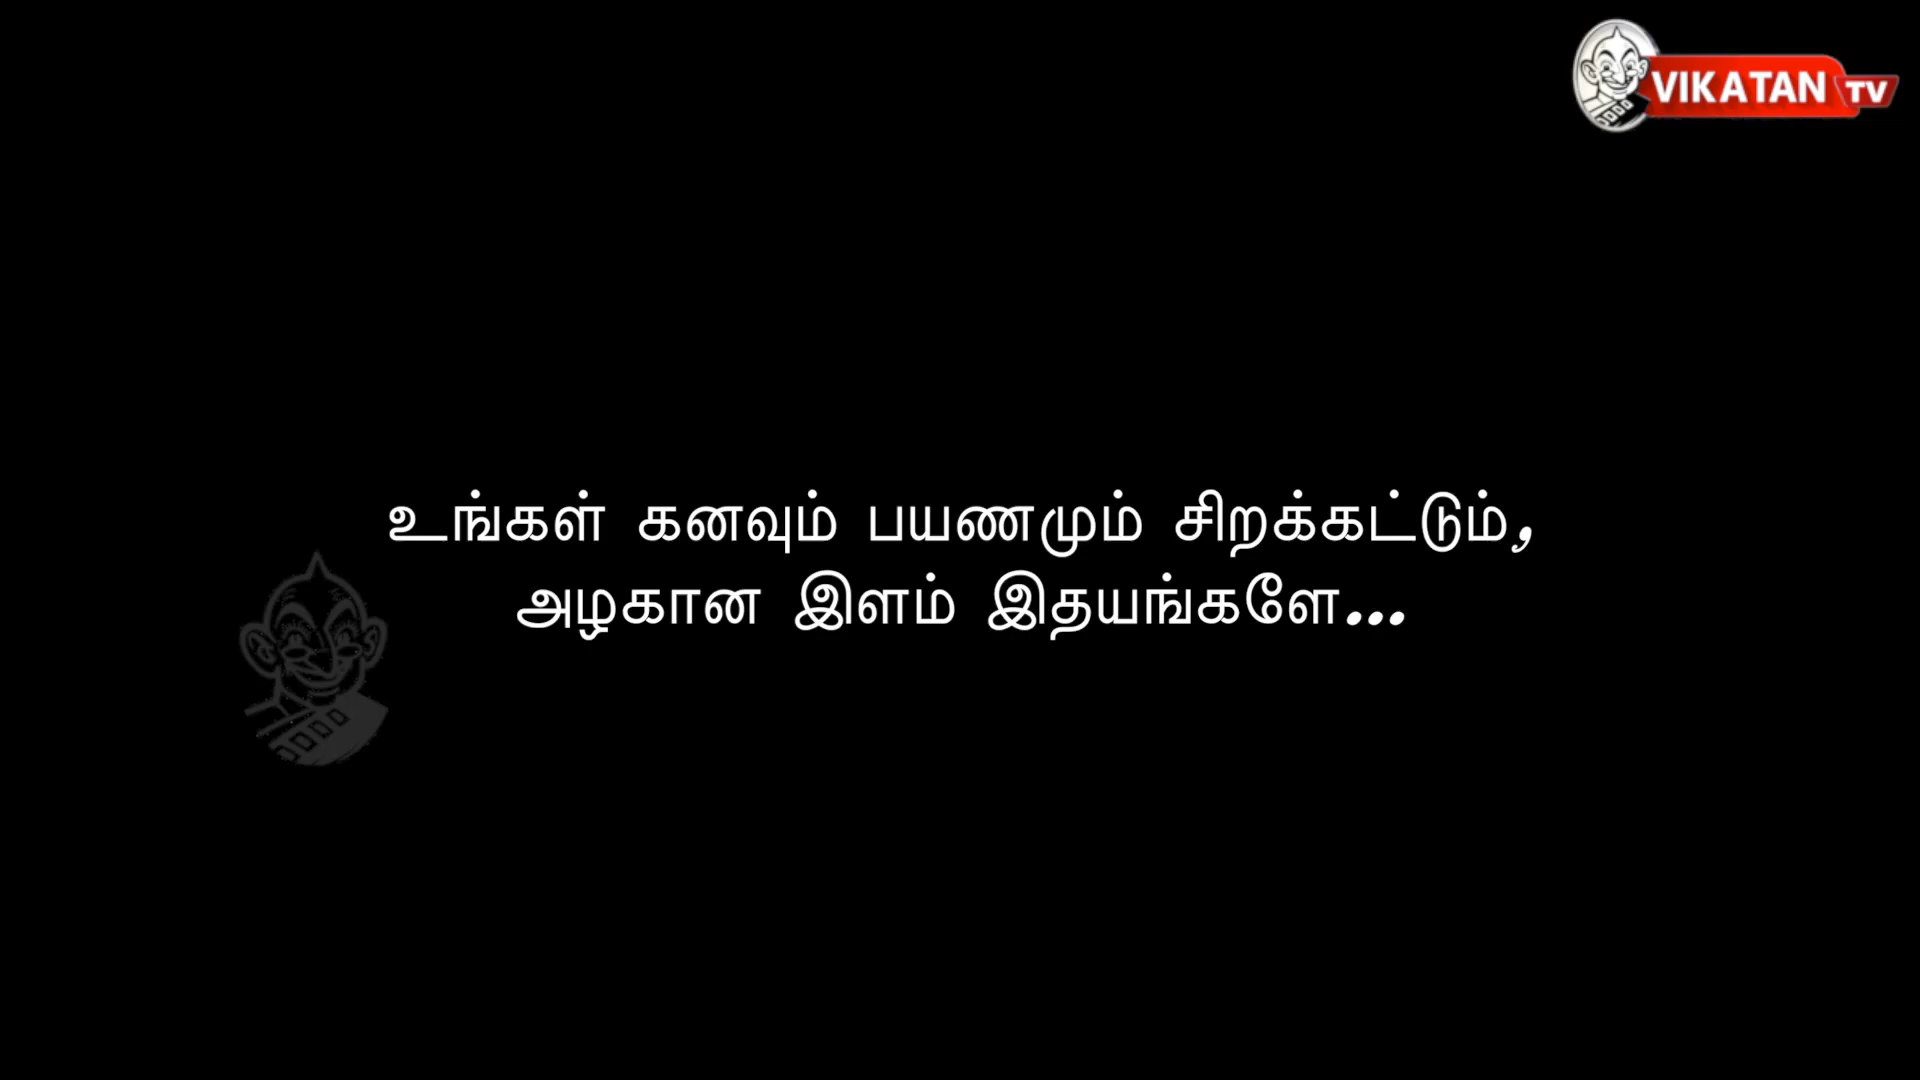 VIKATAN TV
உங்கள் கனவும் பயணமும் சிறக்கட்டும்,
அழகான இளம் இதயங்களே...